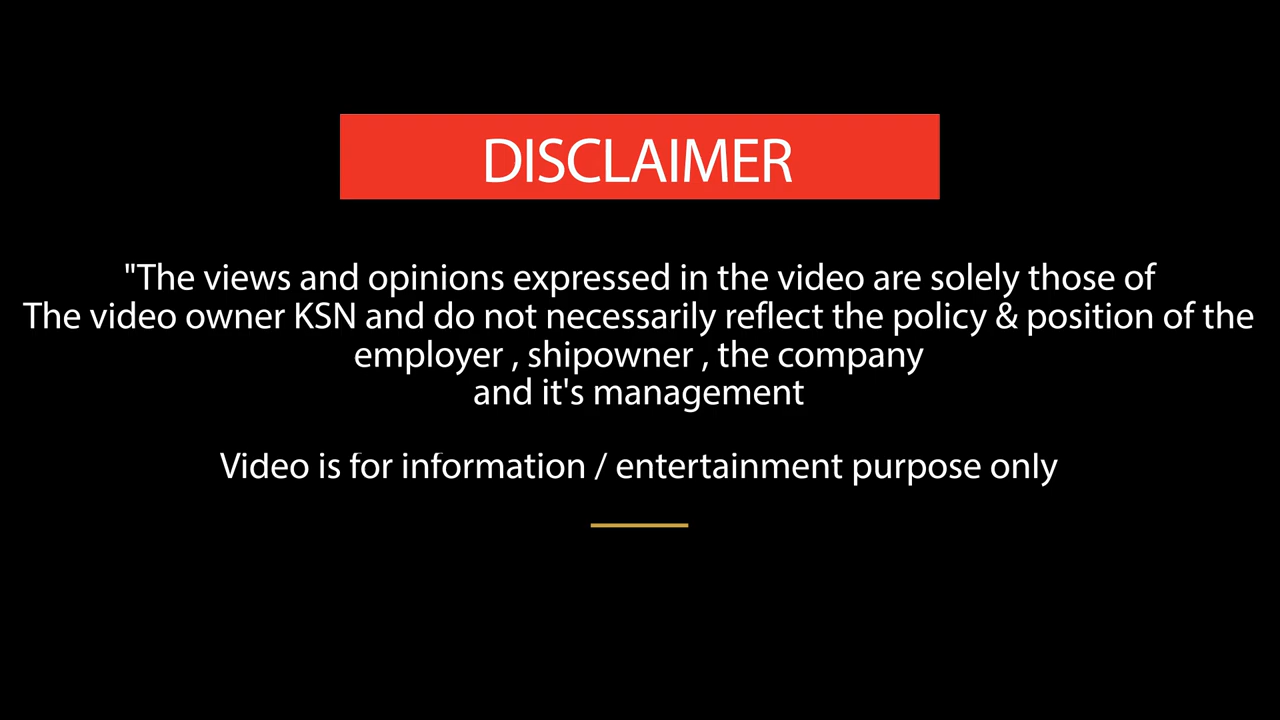 DISCLAIMER
"The views and opinions expressed in the video are solely those of
The video owner KSN and do not necessarily reflect the policy & position of the
employer , shipowner , the company
and it's management
Video is for information / entertainment purpose only